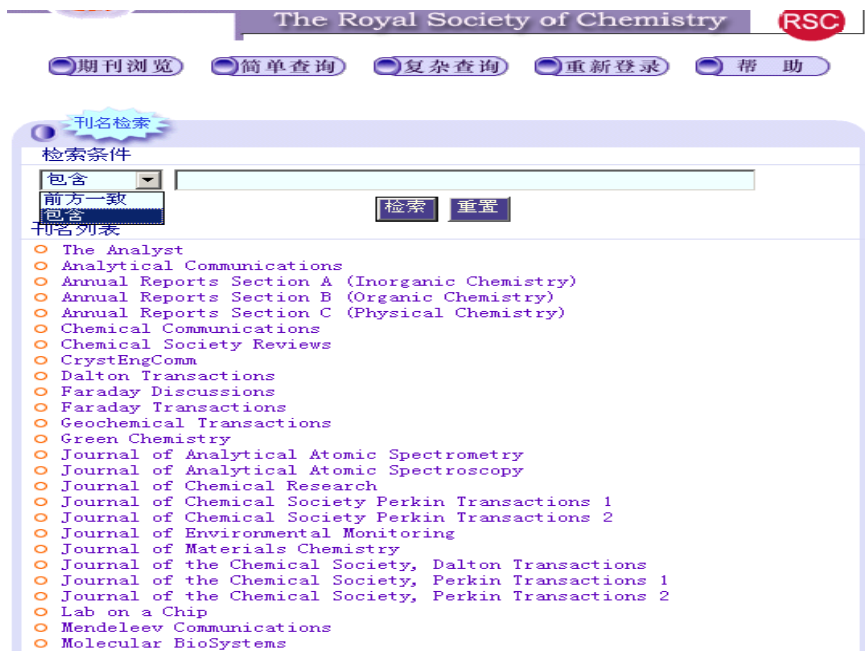 The Royal Society of Chemistry RSC
期刊浏览 简单查询 复杂查询 重新登录 帮 助
刊名检索
检索条件
包含
前方一致
包含
检索 重置
刊名列表
The Analyst
Analytical Communications
Annual Reports Section A (Inorganic Chemistry)
Annual Reports Section B (Organic Chemistry)
Annual Reports Section C (Physical Chemistry)
Chemical Communications
Chemical Society Reviews
CrystEngComm
Dalton Transactions
Faraday Discussions
Faraday Transactions
Geochemical Transactions
Green Chemistry
Journal of Analytical Atomic Spectrometry
Journal of Analytical Atomic Spectroscopy
Journal of Chemical Research
Journal of Chemical Society Perkin Transactions 1
Journal of Chemical Society Perkin Transactions 2
Journal of Environmental Monitoring
Journal of Materials Chemistry
Journal of the Chemical Society, Dalton Transactions
Journal of the Chemical Society, Perkin Transactions 1
Journal of the Chemical Society, Perkin Transactions 2
Lab on a Chip
Mendeleev Communications
Molecular BioSystems